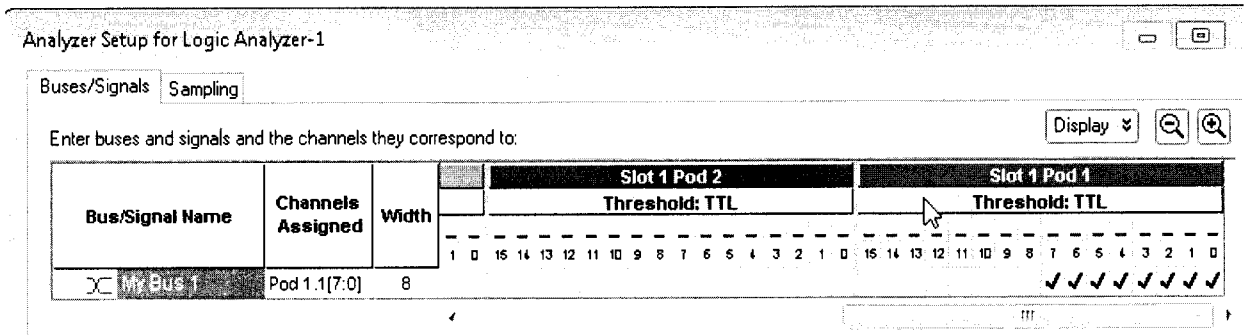 Analyzer Setup for Logic Analyzer-1
Buses/Signals Sampling
Display
Enter buses and signals and the channels they correspond to:
Slot 1 Pod 2 Slot 1 Pod 1
Bus/Signal Name Channels Assigned Width Threshold: TTL Threshold: TTL
1 0 15 14 13 12 11 10 9 8 7 6 5 4 3 2 1 0 15 14 13 12 11 10 9 8 7 6 5 4 3 2 1 0
My Bus 1 Pod 1.1[7:0] 8